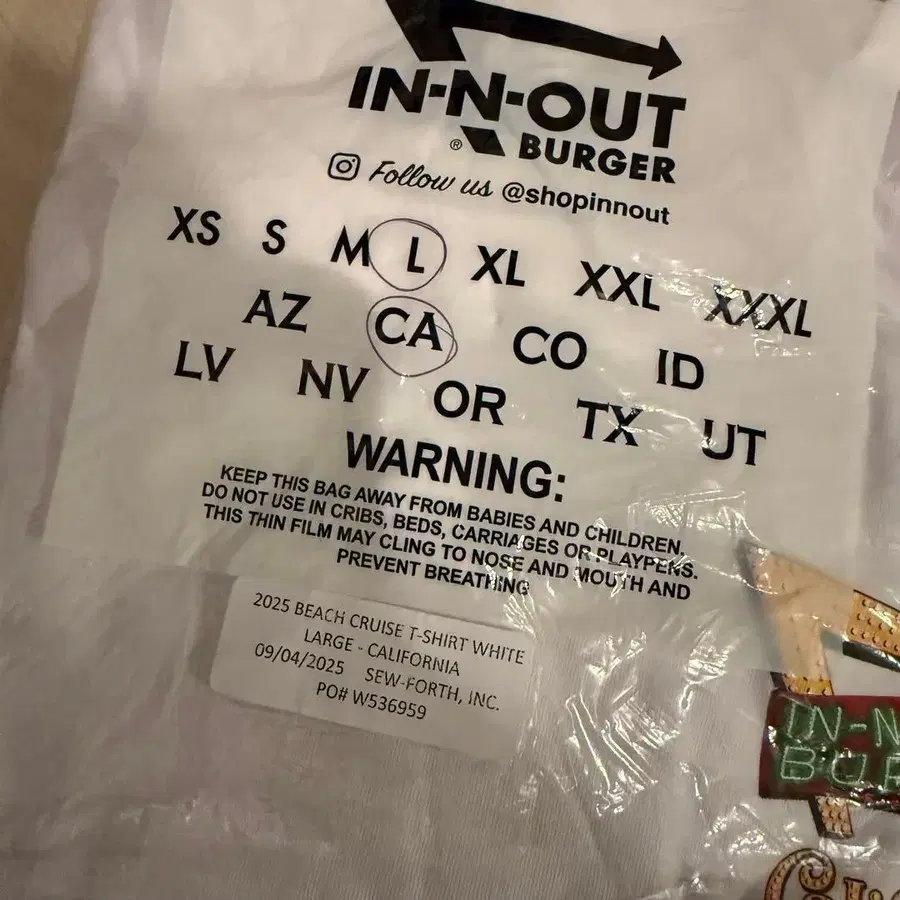 IN-N-OUT
® BURGER
Follow us @shopinnout
XS S M L XL XXL XXXL
AZ CA CO ID
LV NV OR TX UT
WARNING:
KEEP THIS BAG AWAY FROM BABIES AND CHILDREN.
DO NOT USE IN CRIBS, BEDS, CARRIAGES OR PLAYPENS.
THIS THIN FILM MAY CLING TO NOSE AND MOUTH AND
PREVENT BREATHING
2025 BEACH CRUISE T-SHIRT WHITE
LARGE - CALIFORNIA
09/04/2025 SEW-FORTH, INC.
PO# W536959
IN-N
BUR